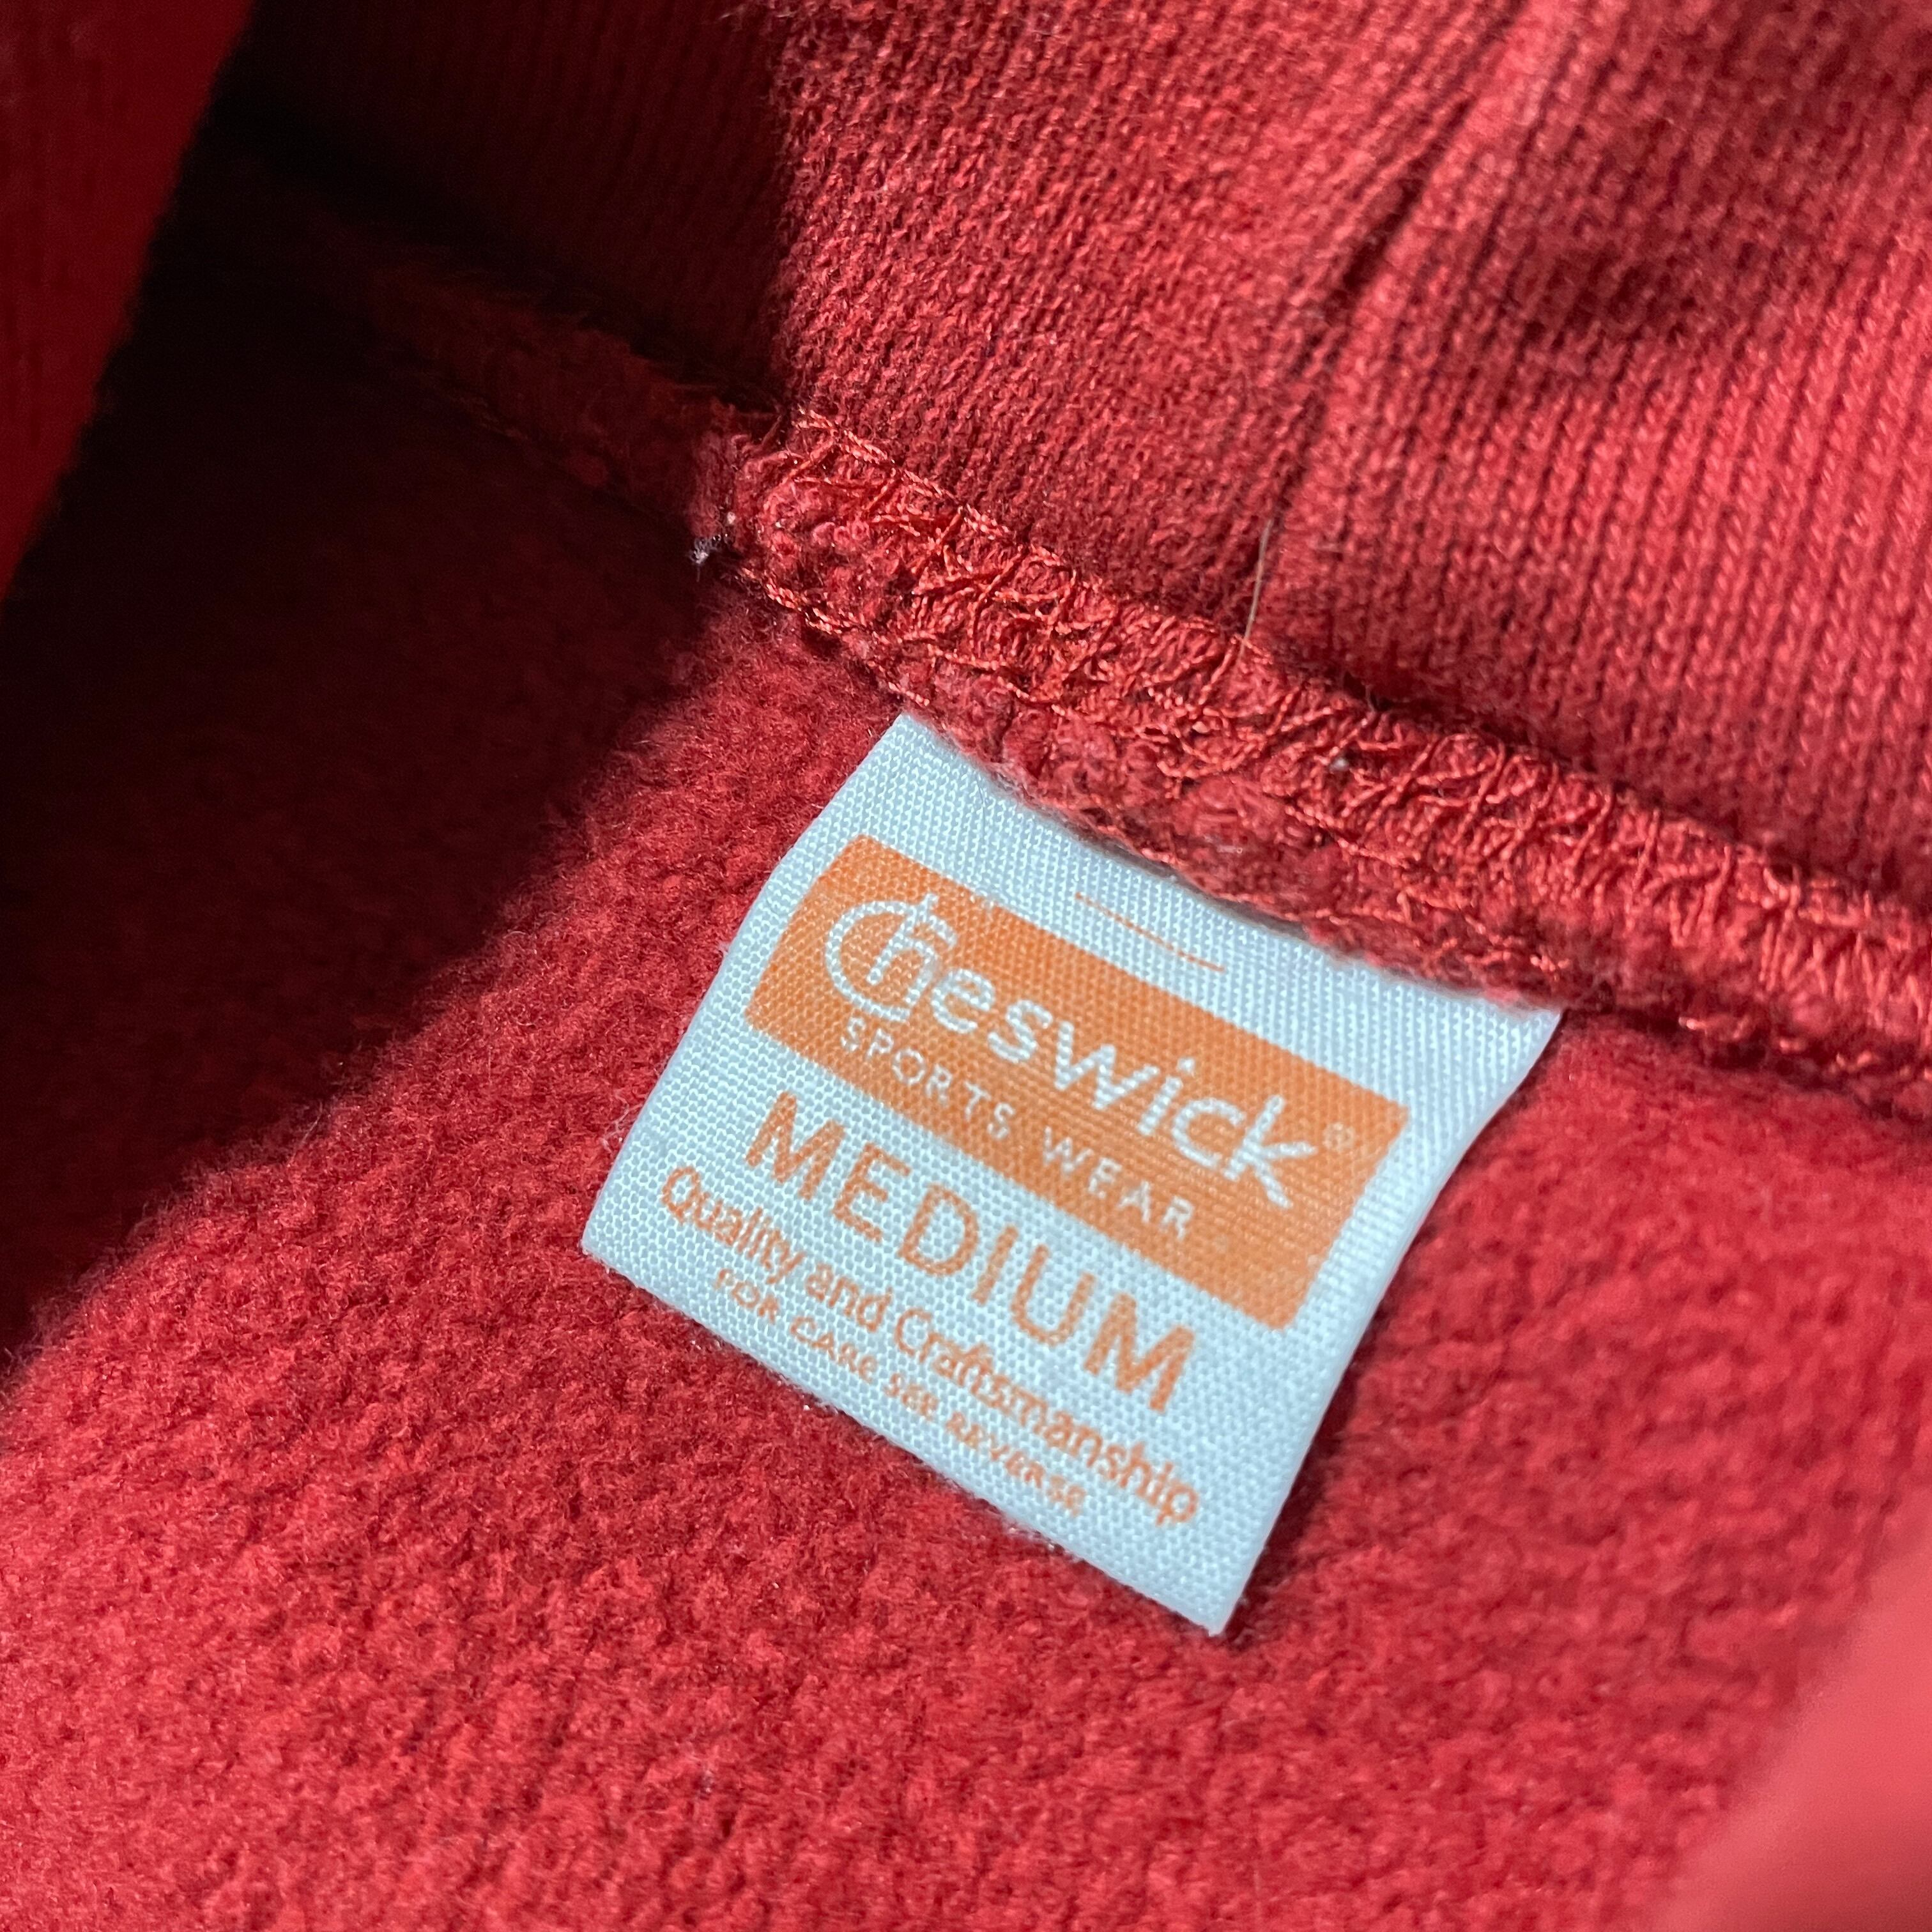 Cheswick®
SPORTS WEAR
MEDIUM
Quality and Craftsmanship
FOR CARE SEE REVERSE